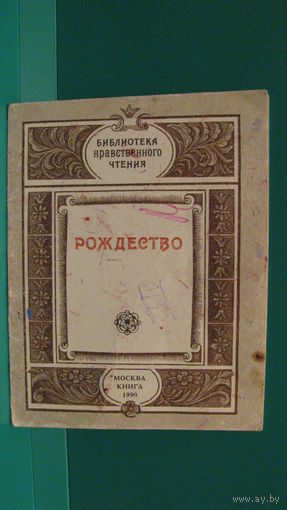 БИБЛИОТЕКА
НРАВСТВЕННОГО
ЧТЕНИЯ
РОЖДЕСТВО
МОСКВА
КНИГА
1990
www.ay.by